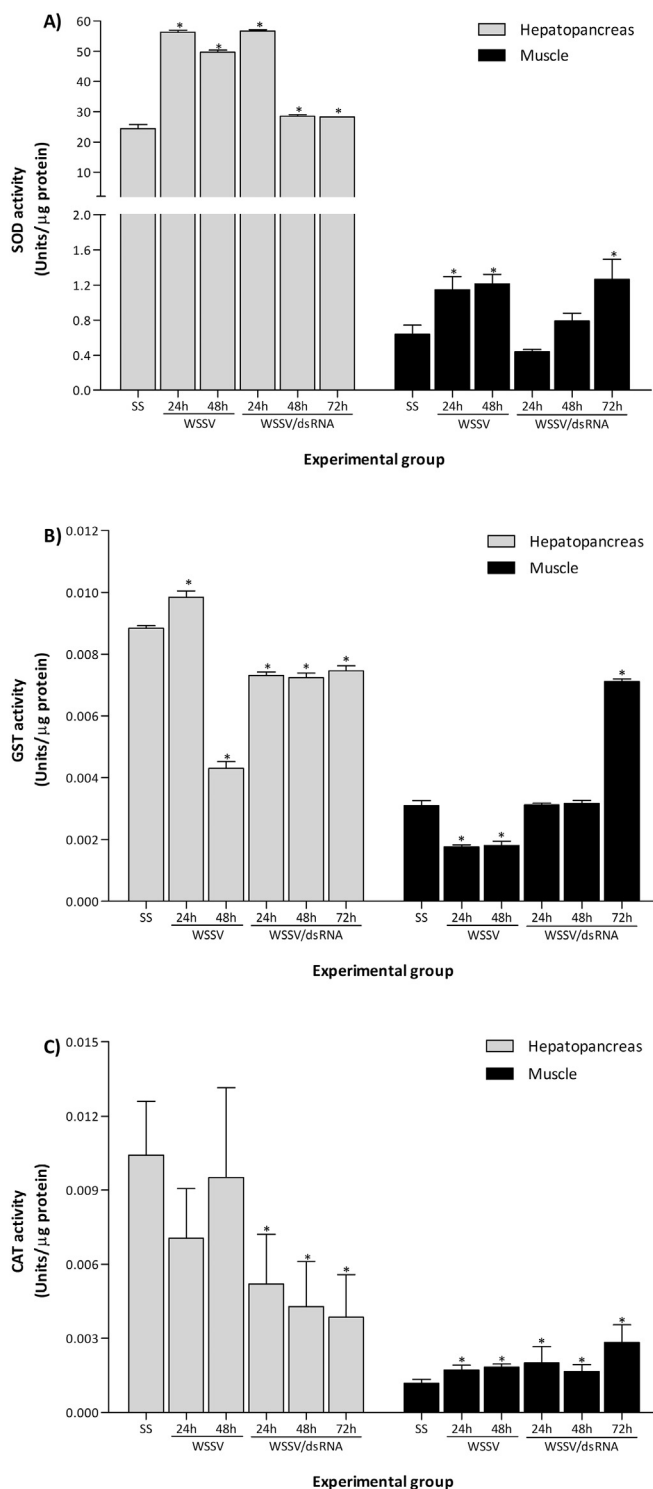 A)
SOD activity
(Units/μg protein)
60
50
40
30
20
10
2.0
1.6
1.2
0.8
0.4
0.0
Hepatopancreas
Muscle
* * * * *
* * *
SS 24h 48h 24h 48h 72h SS 24h 48h 24h 48h 72h
WSSV WSSV/dsRNA WSSV WSSV/dsRNA
Experimental group
B)
GST activity
(Units/μg protein)
0.012
0.010
0.008
0.006
0.004
0.002
0.000
Hepatopancreas
Muscle
* * * * *
* * *
SS 24h 48h 24h 48h 72h SS 24h 48h 24h 48h 72h
WSSV WSSV/dsRNA WSSV WSSV/dsRNA
Experimental group
C)
CAT activity
(Units/μg protein)
0.015
0.012
0.009
0.006
0.003
0.000
Hepatopancreas
Muscle
* * *
* * * * *
SS 24h 48h 24h 48h 72h SS 24h 48h 24h 48h 72h
WSSV WSSV/dsRNA WSSV WSSV/dsRNA
Experimental group